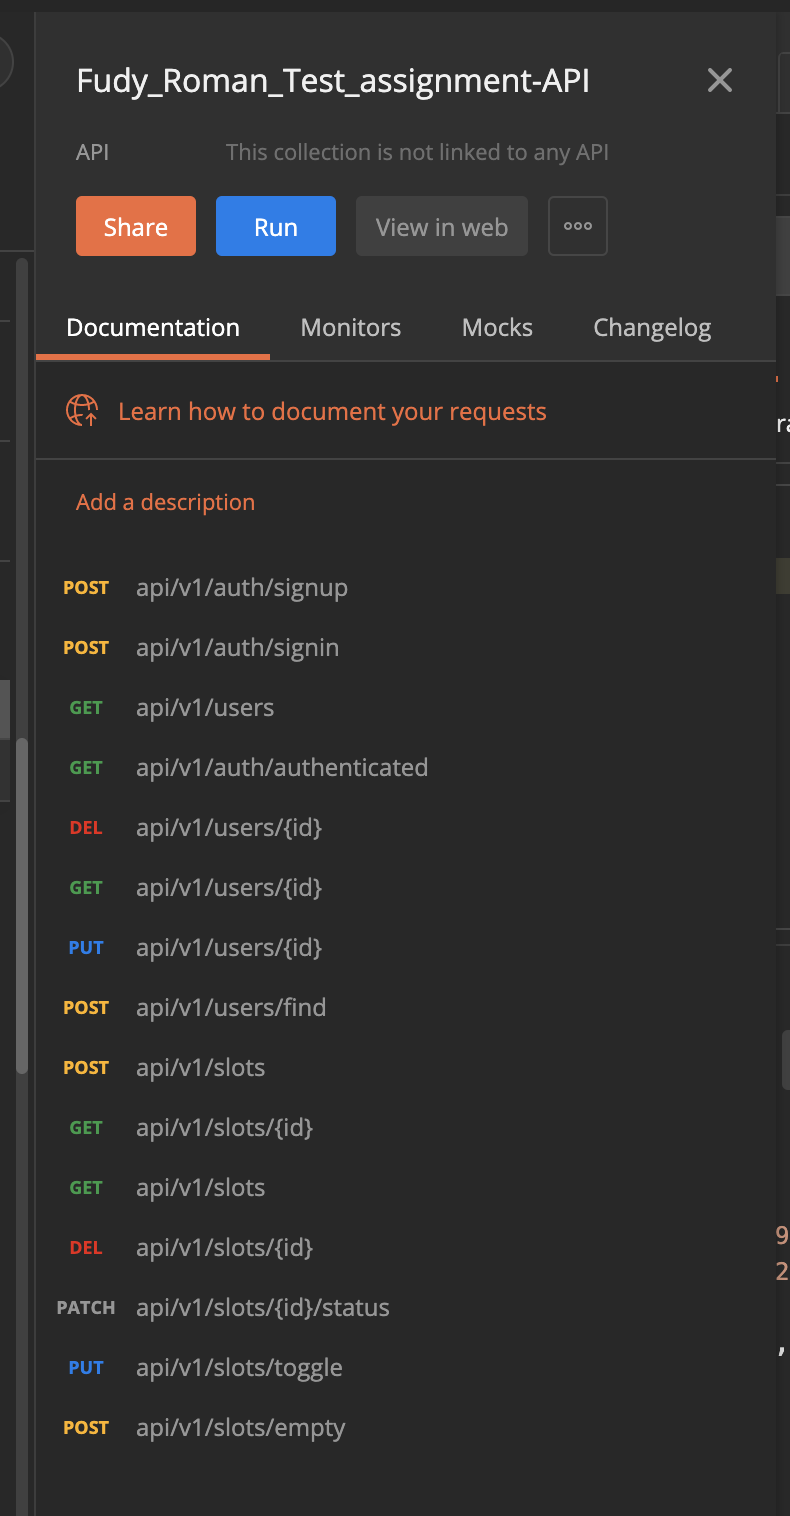 Fudy_Roman_Test_assignment-API
API This collection is not linked to any API
Share Run View in web
Documentation Monitors Mocks Changelog
Learn how to document your requests
Add a description
POST api/v1/auth/signup
POST api/v1/auth/signin
GET api/v1/users
GET api/v1/auth/authenticated
DEL api/v1/users/{id}
GET api/v1/users/{id}
PUT api/v1/users/{id}
POST api/v1/users/find
POST api/v1/slots
GET api/v1/slots/{id}
GET api/v1/slots
DEL api/v1/slots/{id}
PATCH api/v1/slots/{id}/status
PUT api/v1/slots/toggle
POST api/v1/slots/empty